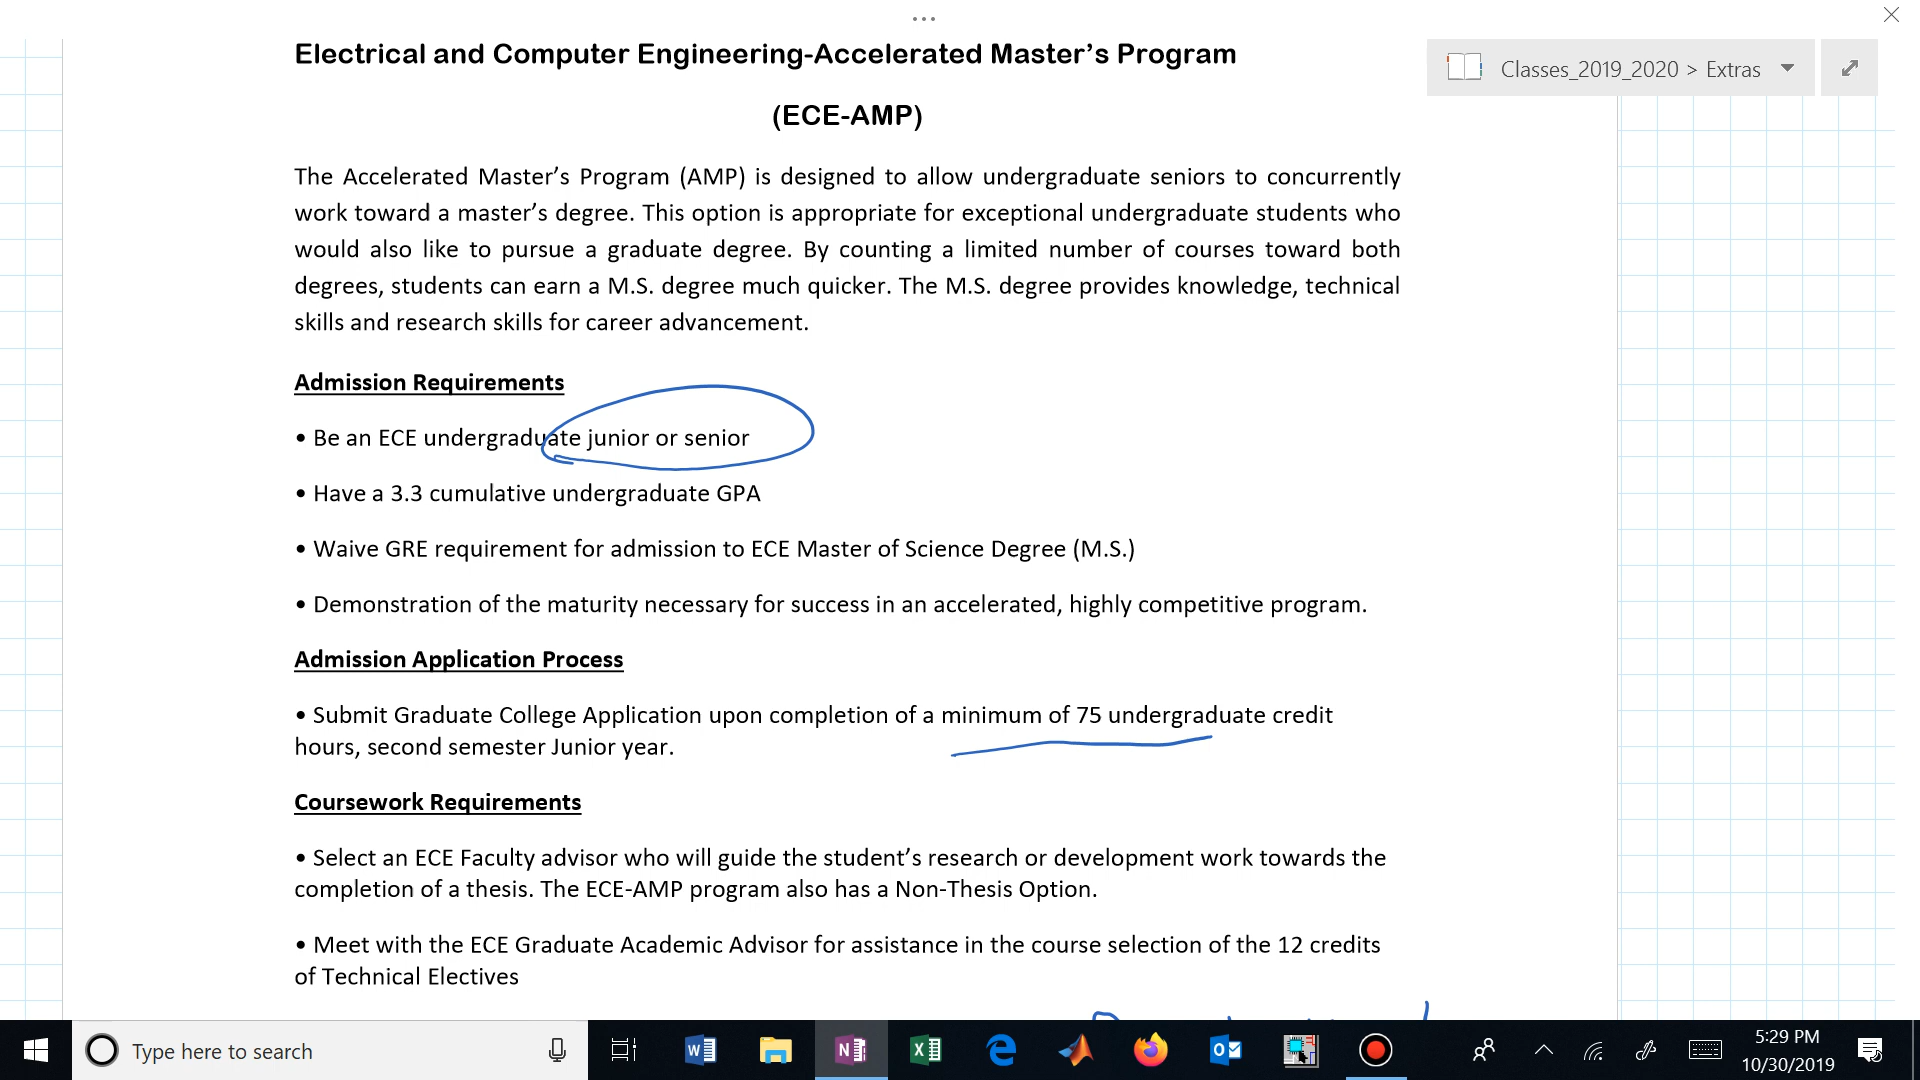 Electrical and Computer Engineering-Accelerated Master's Program
Classes_2019_2020 > Extras
(ECE-AMP)
The Accelerated Master's Program (AMP) is designed to allow undergraduate seniors to concurrently
work toward a master's degree. This option is appropriate for exceptional undergraduate students who
would also like to pursue a graduate degree. By counting a limited number of courses toward both
degrees, students can earn a M.S. degree much quicker. The M.S. degree provides knowledge, technical
skills and research skills for career advancement.
Admission Requirements
• Be an ECE undergraduate junior or senior
• Have a 3.3 cumulative undergraduate GPA
• Waive GRE requirement for admission to ECE Master of Science Degree (M.S.)
• Demonstration of the maturity necessary for success in an accelerated, highly competitive program.
Admission Application Process
• Submit Graduate College Application upon completion of a minimum of 75 undergraduate credit
hours, second semester Junior year.
Coursework Requirements
• Select an ECE Faculty advisor who will guide the student's research or development work towards the
completion of a thesis. The ECE-AMP program also has a Non-Thesis Option.
• Meet with the ECE Graduate Academic Advisor for assistance in the course selection of the 12 credits
of Technical Electives
Type here to search
5:29 PM
10/30/2019